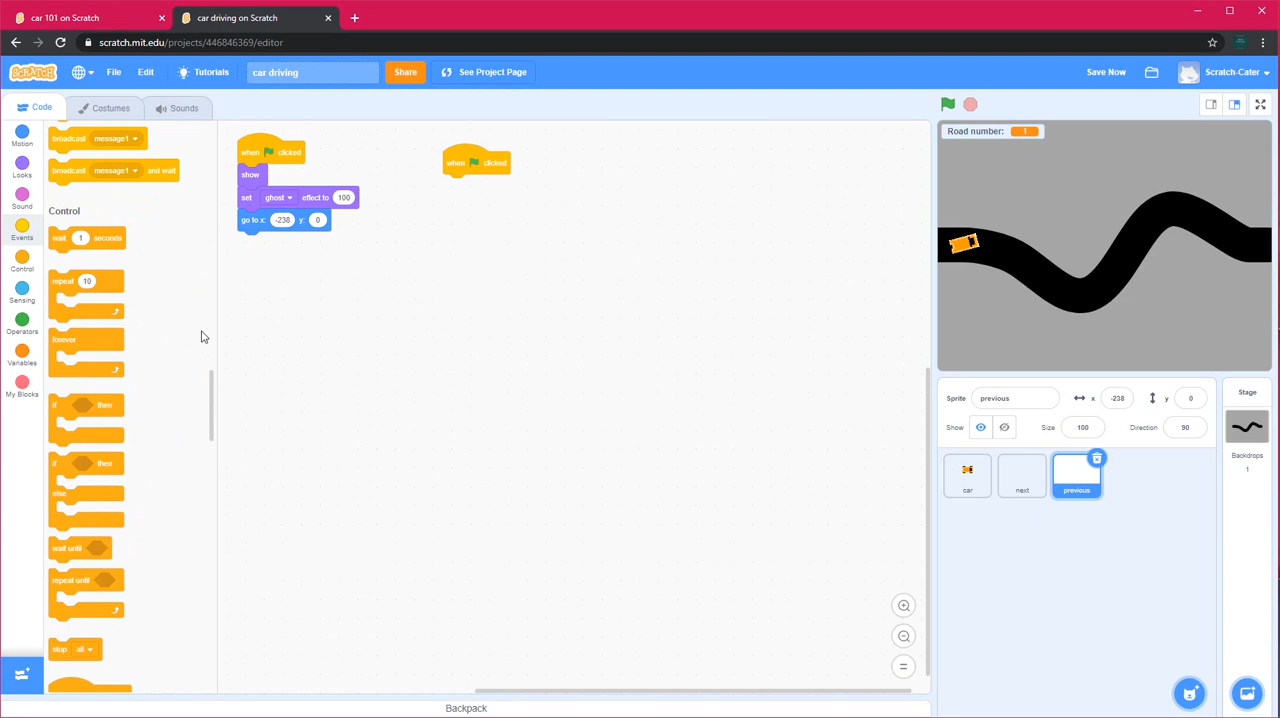 car 101 on Scratch
car driving on Scratch
scratch.mit.edu/projects/446846369/editor
SCRATCH File Edit Tutorials car driving Share See Project Page Save Now Scratch-Cater
Code Costumes Sounds
Motion
Looks
Sound
Events
Control
Sensing
Operators
Variables
My Blocks
broadcast message1
broadcast message1 and wait
Control
wait 1 seconds
repeat 10
forever
if then
if then
else
wait until
repeat until
stop all
when clicked
show
set ghost effect to 100
go to x: -238 y: 0
when clicked
Road number: 1
Sprite previous x -238 y 0
Show Size 100 Direction 90
car
next
previous
Stage
Backdrops
1
Backpack